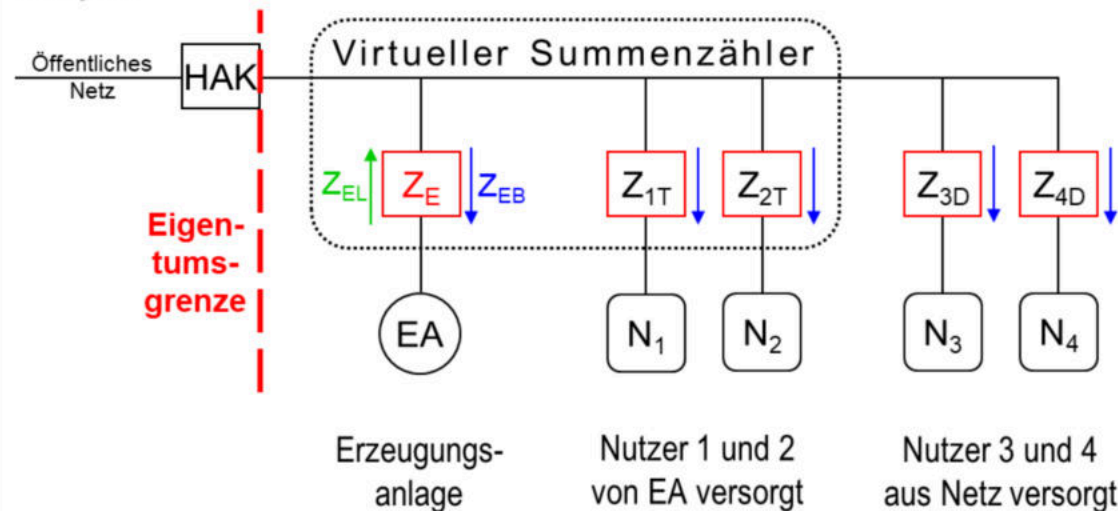 Virtueller Summenzähler
Öffentliches
Netz
HAK
Z_EL
Z_E
Z_EB
Z_1T
Z_2T
Z_3D
Z_4D
Eigen-
tums-
grenze
EA
N_1
N_2
N_3
N_4
Erzeugungs-
anlage
Nutzer 1 und 2
von EA versorgt
Nutzer 3 und 4
aus Netz versorgt